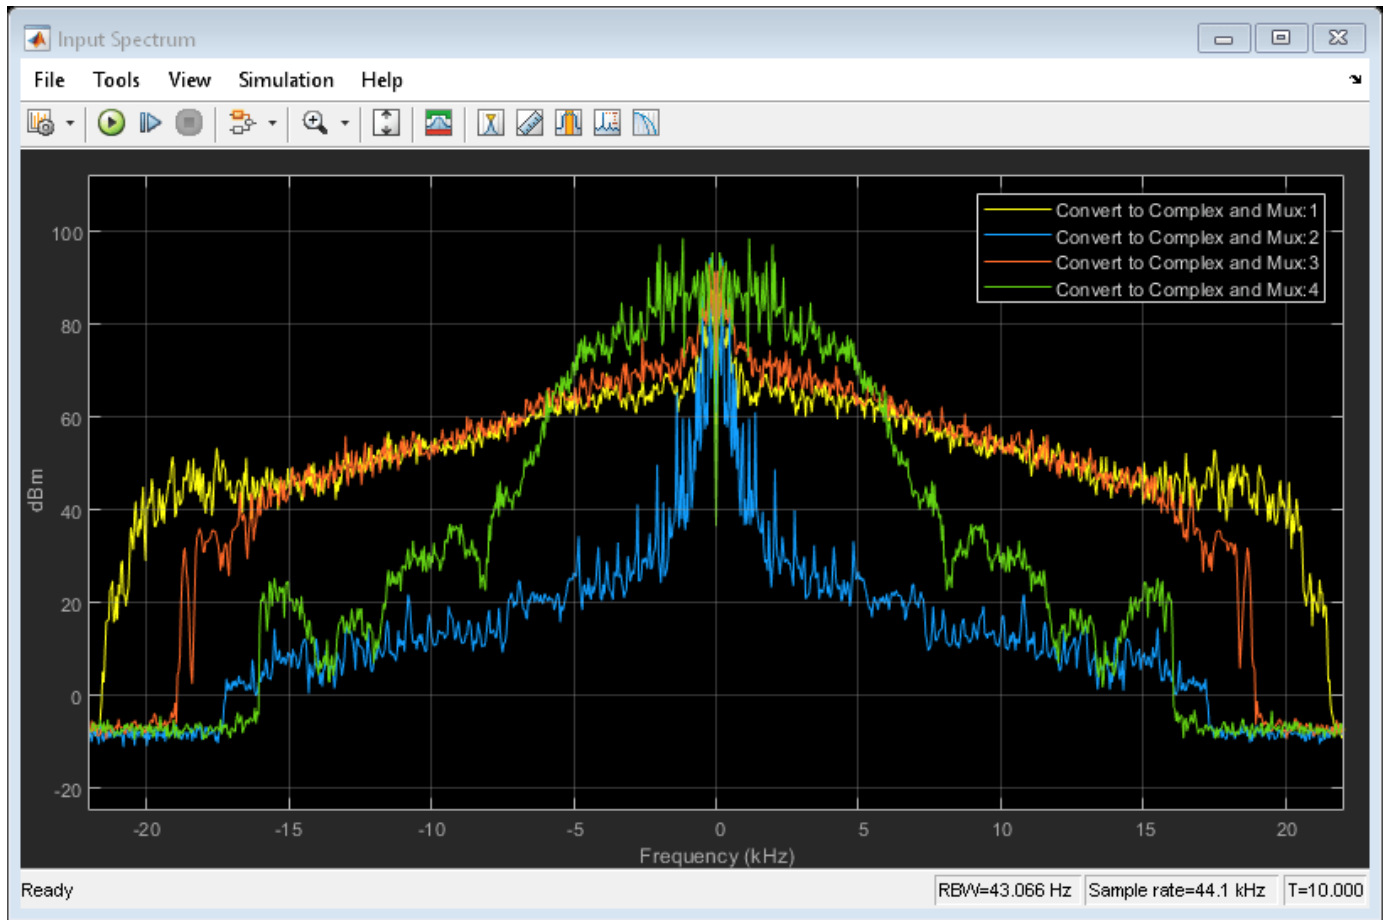 Input Spectrum
File Tools View Simulation Help
Convert to Complex and Mux:1
Convert to Complex and Mux:2
Convert to Complex and Mux:3
Convert to Complex and Mux:4
100
80
60
40
20
0
-20
dBm
-20 -15 -10 -5 0 5 10 15 20
Frequency (kHz)
Ready RBW=43.066 Hz Sample rate=44.1 kHz T=10.000